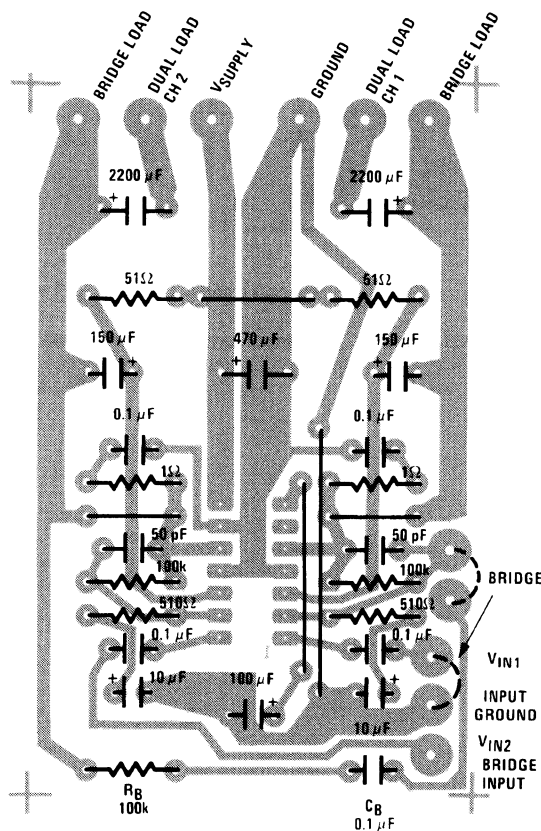 BRIDGE LOAD
DUAL LOAD
CH 2
VSUPPLY
GROUND
DUAL LOAD
CH 1
BRIDGE LOAD
2200 µF
2200 µF
+
+
51Ω
51Ω
150 µF
470 µF
150 µF
+
+
+
0.1 µF
0.1 µF
1Ω
1Ω
50 pF
50 pF
100k
100k
BRIDGE
510Ω
510Ω
0.1 µF
0.1 µF
VIN1
+
10 µF
100 µF
+
+
INPUT
GROUND
10 µF
VIN2
BRIDGE
INPUT
RB
100k
CB
0.1 µF